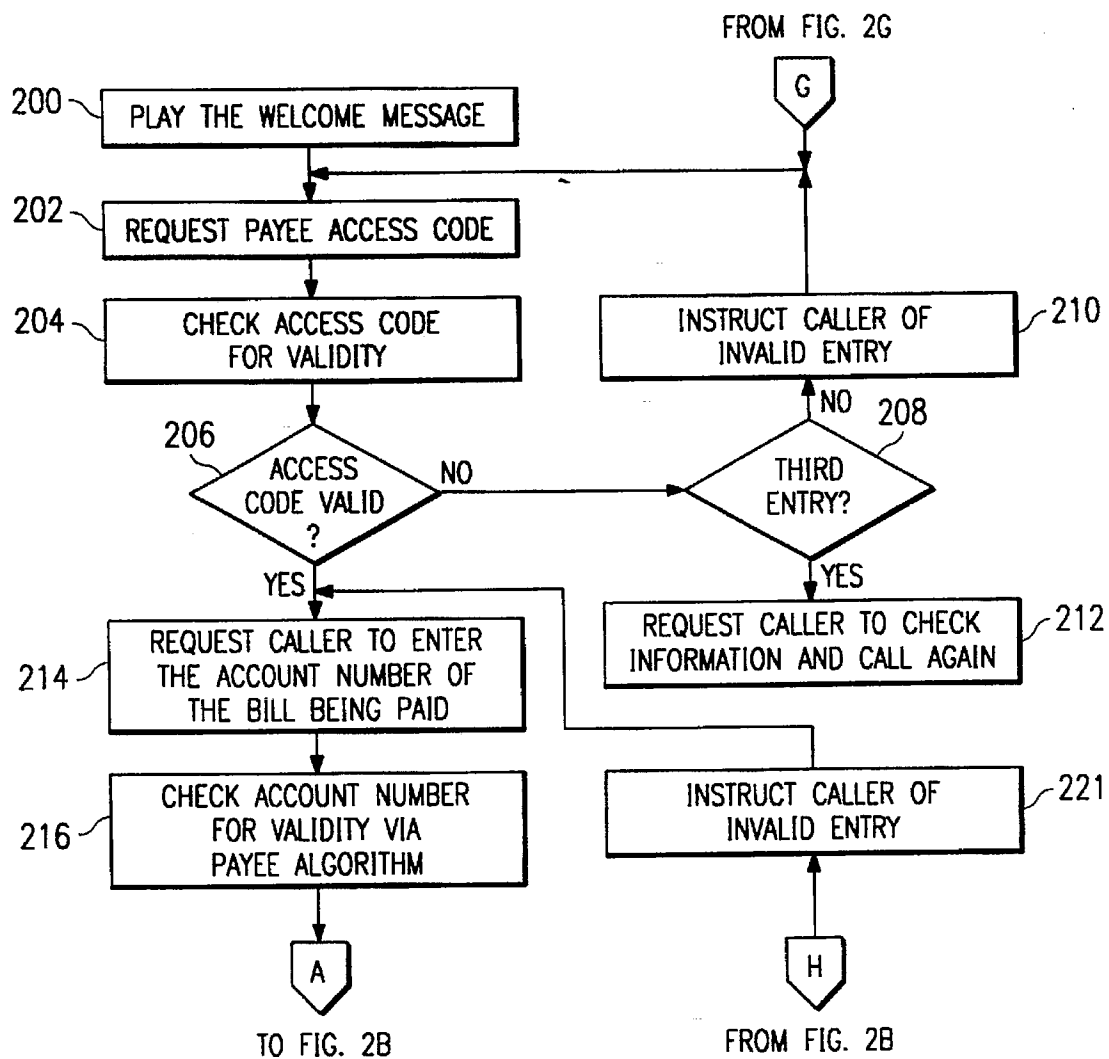 FROM FIG. 2G
G
200
PLAY THE WELCOME MESSAGE
202
REQUEST PAYEE ACCESS CODE
204
CHECK ACCESS CODE
FOR VALIDITY
INSTRUCT CALLER OF
INVALID ENTRY
210
206
ACCESS
CODE VALID
?
NO
NO
208
THIRD
ENTRY?
YES
YES
REQUEST CALLER TO CHECK
INFORMATION AND CALL AGAIN
212
214
REQUEST CALLER TO ENTER
THE ACCOUNT NUMBER OF
THE BILL BEING PAID
216
CHECK ACCOUNT NUMBER
FOR VALIDITY VIA
PAYEE ALGORITHM
INSTRUCT CALLER OF
INVALID ENTRY
221
A
TO FIG. 2B
H
FROM FIG. 2B